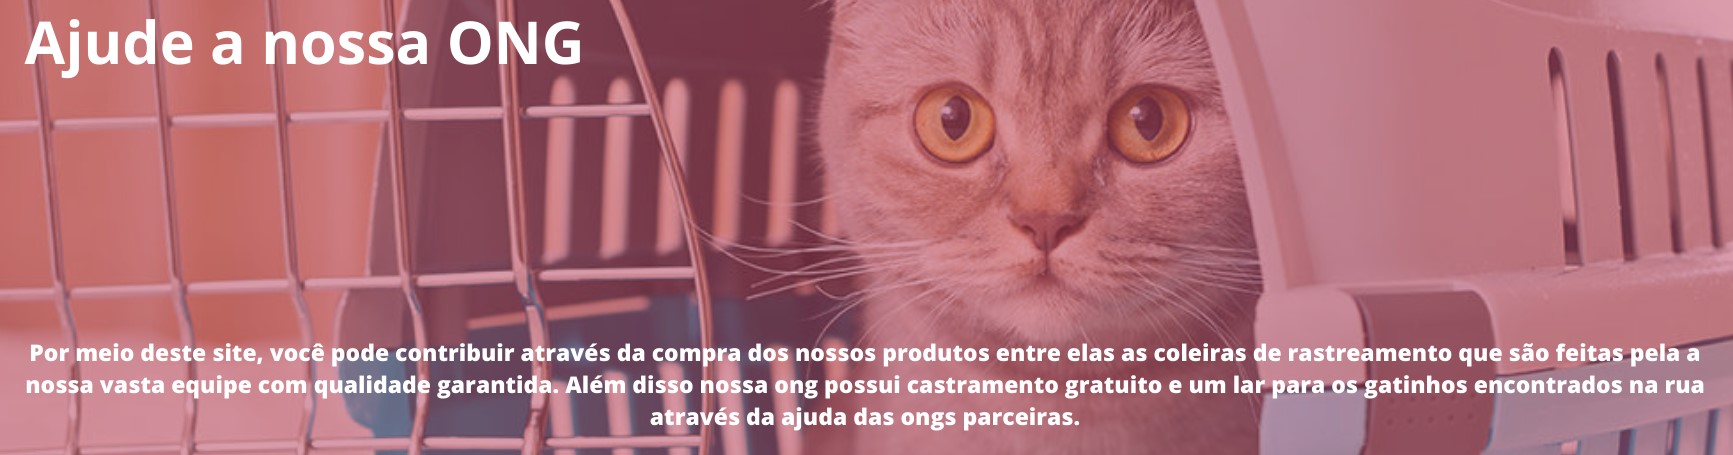 Ajude a nossa ONG
Por meio deste site, você pode contribuir através da compra dos nossos produtos entre elas as coleiras de rastreamento que são feitas pela a
nossa vasta equipe com qualidade garantida. Além disso nossa ong possui castramento gratuito e um lar para os gatinhos encontrados na rua
através da ajuda das ongs parceiras.